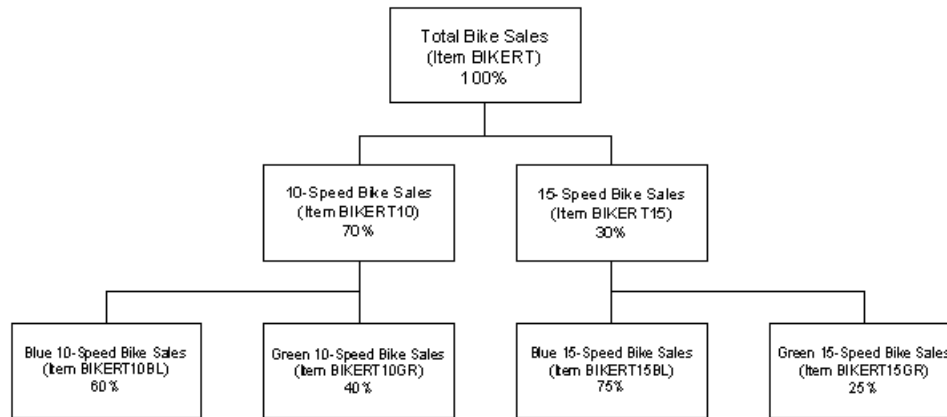 Total Bike Sales
(Item BIKERT)
100%
10-Speed Bike Sales
(Item BIKERT10)
70%
15-Speed Bike Sales
(Item BIKERT15)
30%
Blue 10-Speed Bike Sales
(Item BIKERT10BL)
60%
Green 10-Speed Bike Sales
(Item BIKERT10GR)
40%
Blue 15-Speed Bike Sales
(Item BIKERT15BL)
75%
Green 15-Speed Bike Sales
(Item BIKERT15GR)
25%